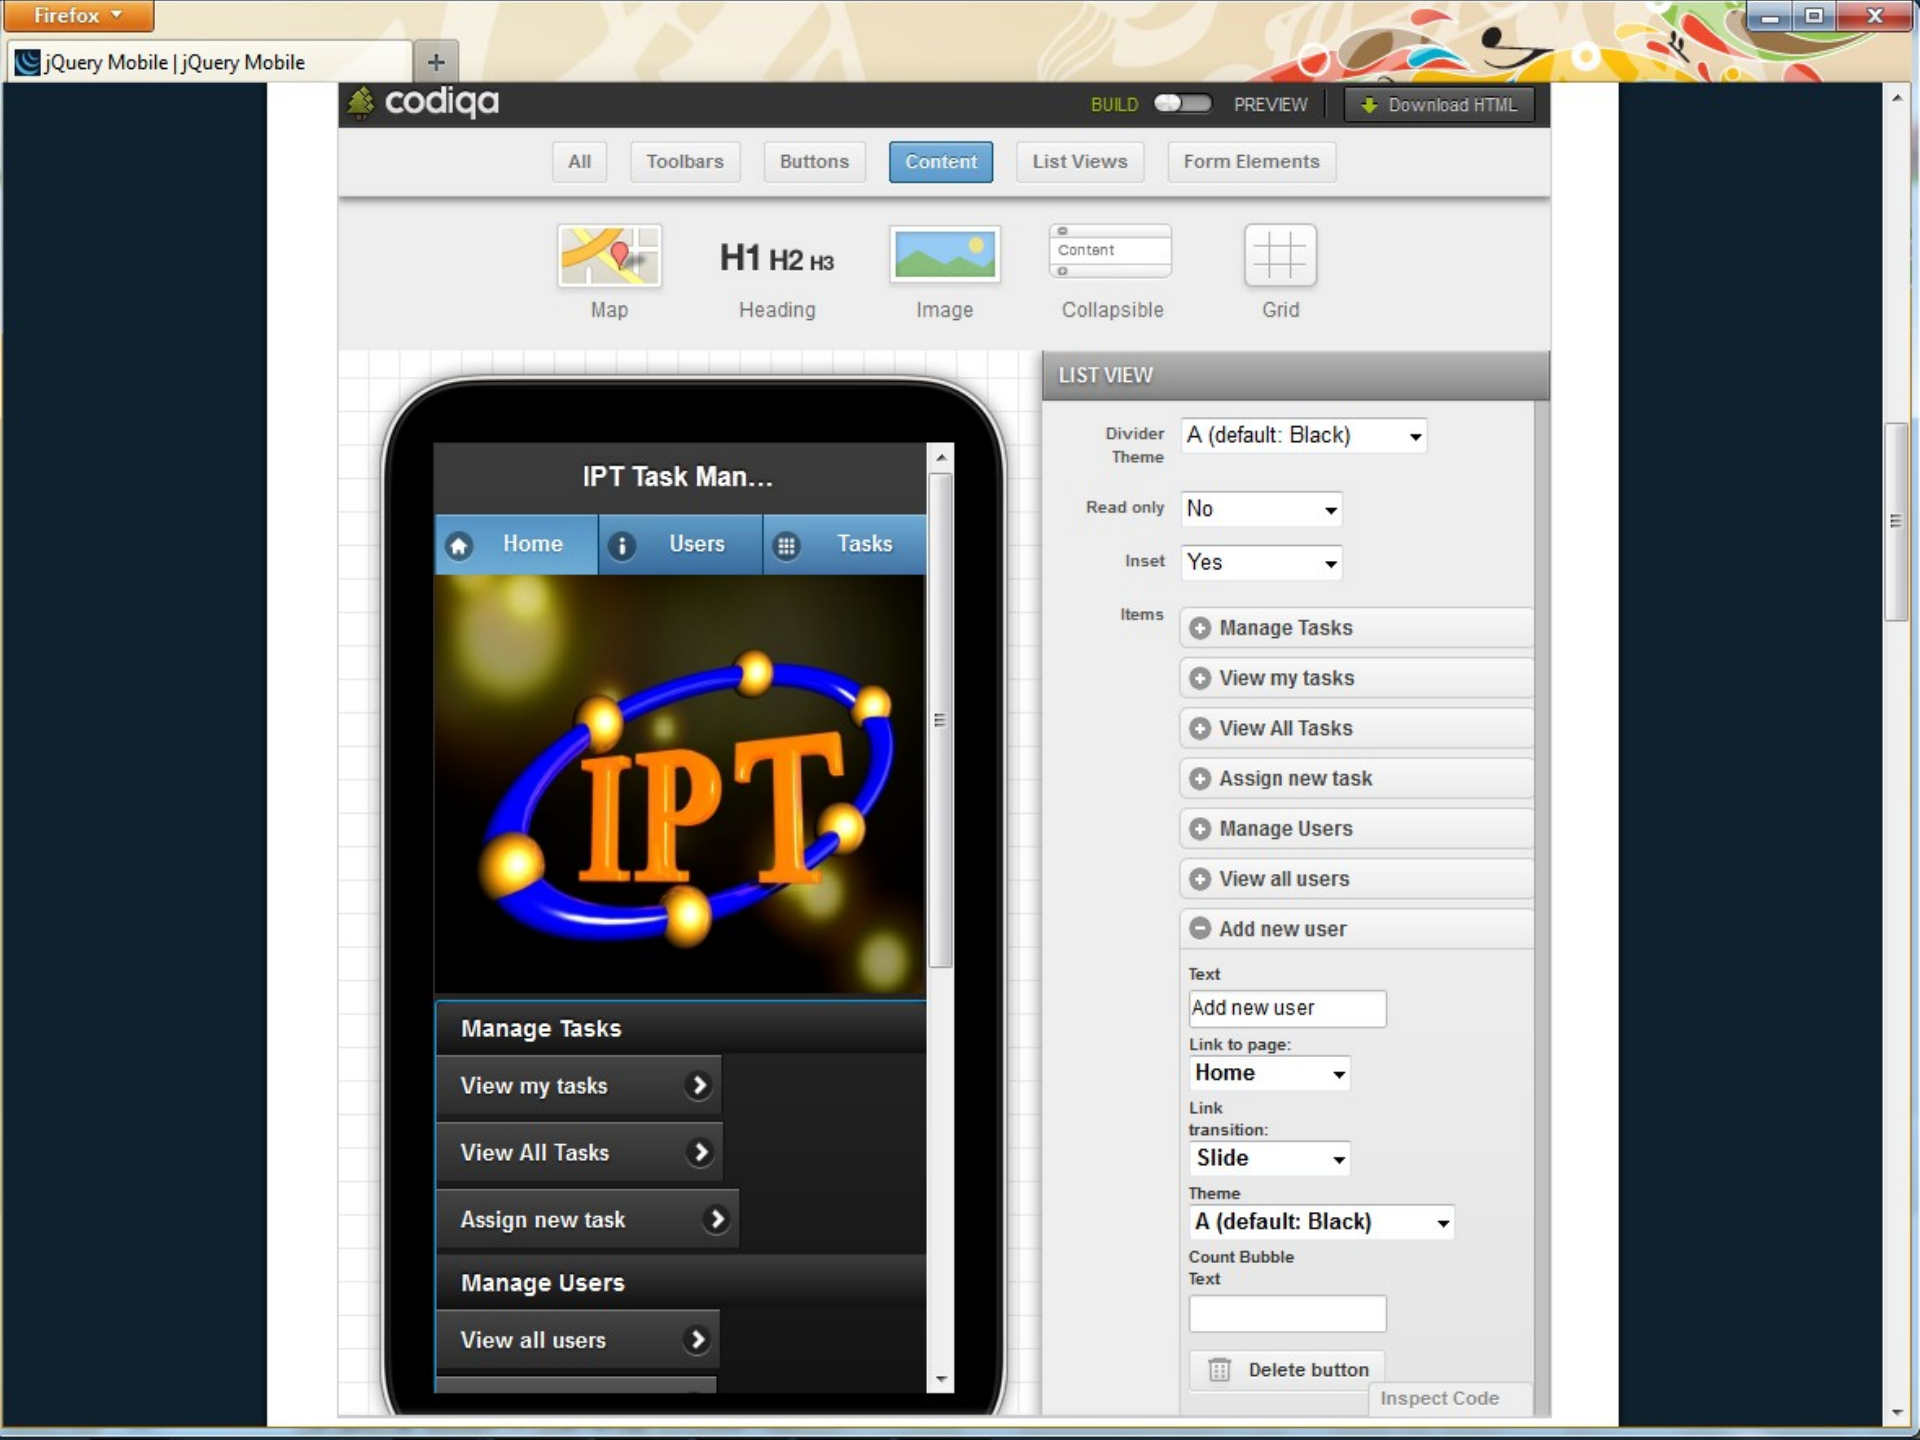 Firefox
jQuery Mobile | jQuery Mobile
codiqa
BUILD PREVIEW Download HTML
All Toolbars Buttons Content List Views Form Elements
H1 H2 H3
Content
Map Heading Image Collapsible Grid
LIST VIEW
Divider Theme A (default: Black)
Read only No
Inset Yes
Items
Manage Tasks
View my tasks
View All Tasks
Assign new task
Manage Users
View all users
Add new user
Text
Add new user
Link to page:
Home
Link
transition:
Slide
Theme
A (default: Black)
Count Bubble
Text
Delete button
Inspect Code
IPT Task Man...
Home Users Tasks
IPT
Manage Tasks
View my tasks
View All Tasks
Assign new task
Manage Users
View all users